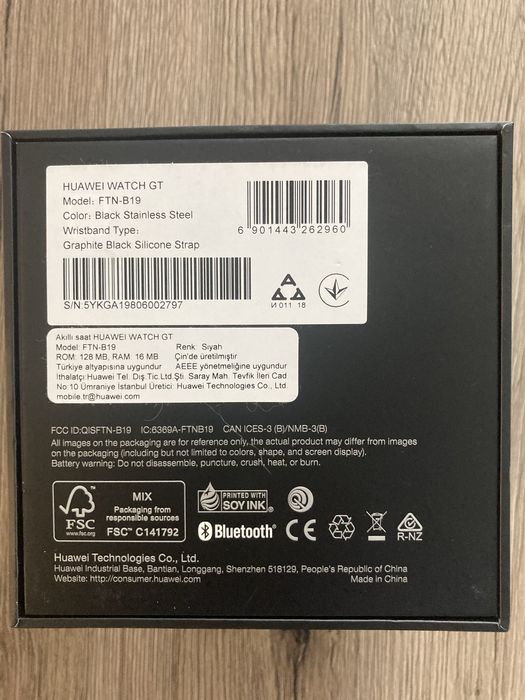 HUAWEI WATCH GT
Model: FTN-B19
Color: Black Stainless Steel
Wristband Type:
Graphite Black Silicone Strap
6 901443 262960
S/N:5YKGA19806002797
И 011 18
Akıllı saat HUAWEI WATCH GT
Model: FTN-B19 Renk: Sıyah
ROM: 128 MB, RAM: 16 MB Çin'de üretilmiştir
Türkiye altyapısına uygundur AEEE yönetmeliğine uygundur
İthalatçı Huawei Tel. Dış Tic Ltd.Şti. Saray Mah. Tevfik İleri Cad
No:10 Ümraniye İstanbul Üretici: Huawei Technologies Co., Ltd.
mobile.tr@huawei.com
FCC ID:QISFTN-B19 IC:6369A-FTNB19 CAN ICES-3 (B)/NMB-3(B)
All images on the packaging are for reference only, the actual product may differ from images
on the packaging (including but not limited to colors, shape, and screen display).
Battery warning: Do not disassemble, puncture, crush, heat, or burn.
FSC
www.fsc.org
MIX
Packaging from
responsible sources
FSC™ C141792
PRINTED WITH
SOY INK
Bluetooth®
CE
R-NZ
Huawei Technologies Co., Ltd.
Huawei Industrial Base, Bantian, Longgang, Shenzhen 518129, People's Republic of China
Website: http://consumer.huawei.com Made in China